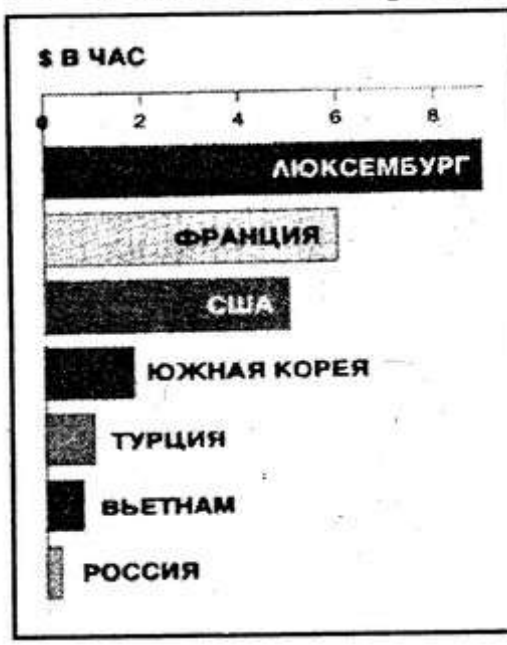 $ В ЧАС
0 2 4 6 8
ЛЮКСЕМБУРГ
ФРАНЦИЯ
США
ЮЖНАЯ КОРЕЯ
ТУРЦИЯ
ВЬЕТНАМ
РОССИЯ